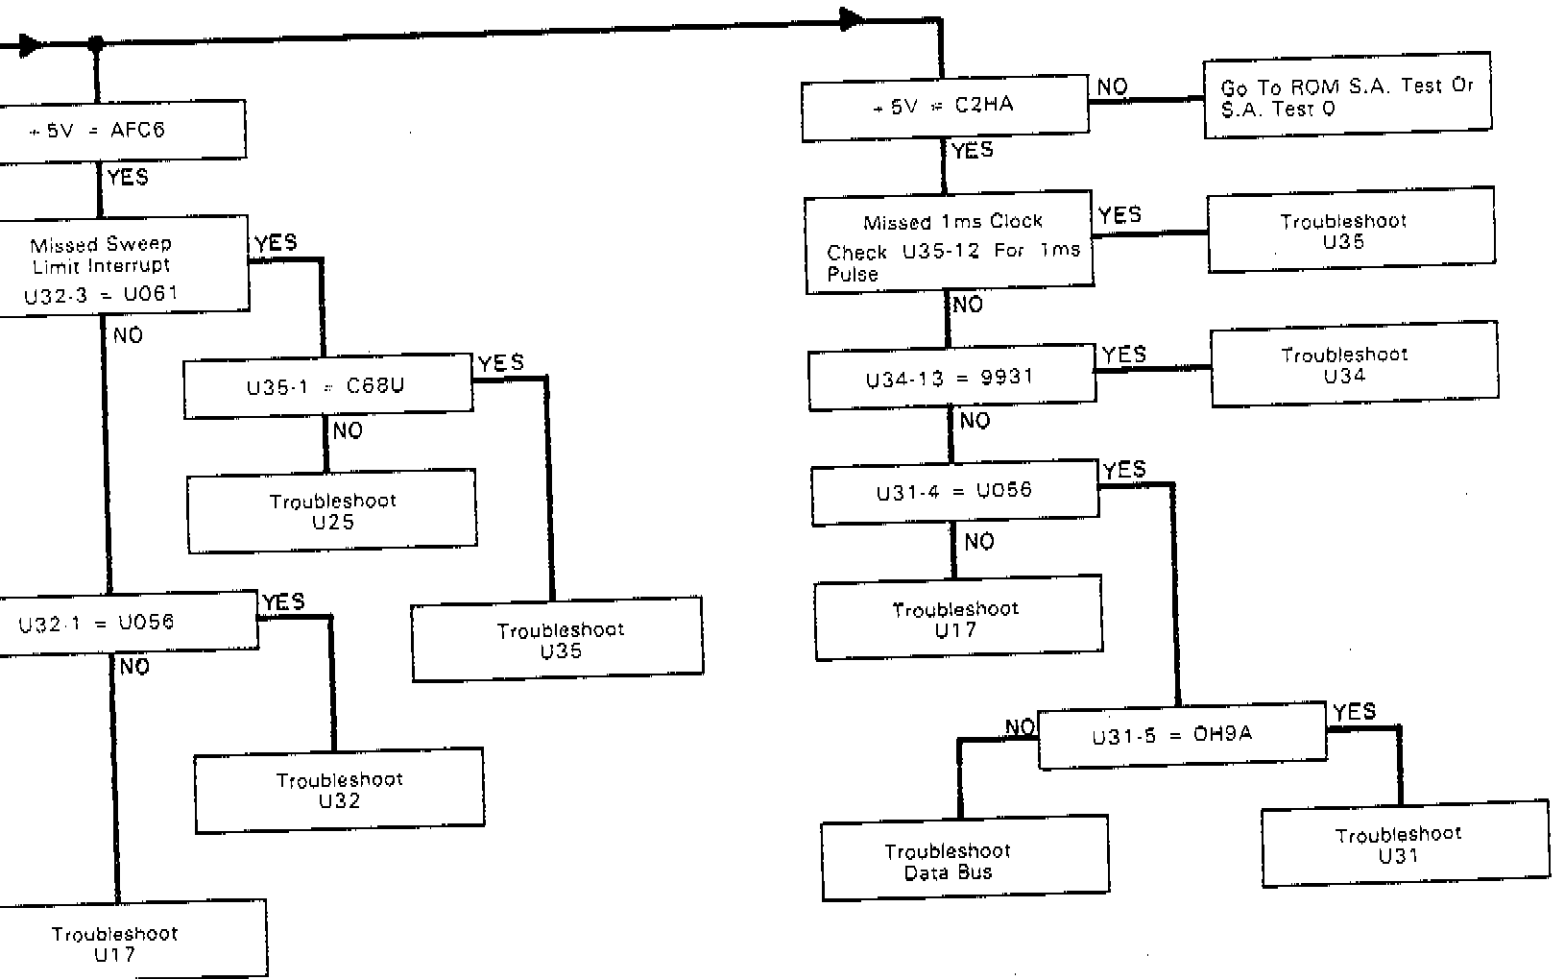 +5V = AFC6
YES
Missed Sweep
Limit Interrupt
U32-3 = U061
YES
NO
U35-1 = C68U
YES
NO
Troubleshoot
U25
Troubleshoot
U35
U32-1 = U056
YES
NO
Troubleshoot
U32
Troubleshoot
U17
+5V = C2HA
NO
Go To ROM S.A. Test Or
S.A. Test 0
YES
Missed 1ms Clock
Check U35-12 For 1ms
Pulse
YES
Troubleshoot
U35
NO
U34-13 = 9931
YES
Troubleshoot
U34
NO
U31-4 = U056
YES
NO
Troubleshoot
U17
NO
U31-5 = OH9A
YES
Troubleshoot
Data Bus
Troubleshoot
U31